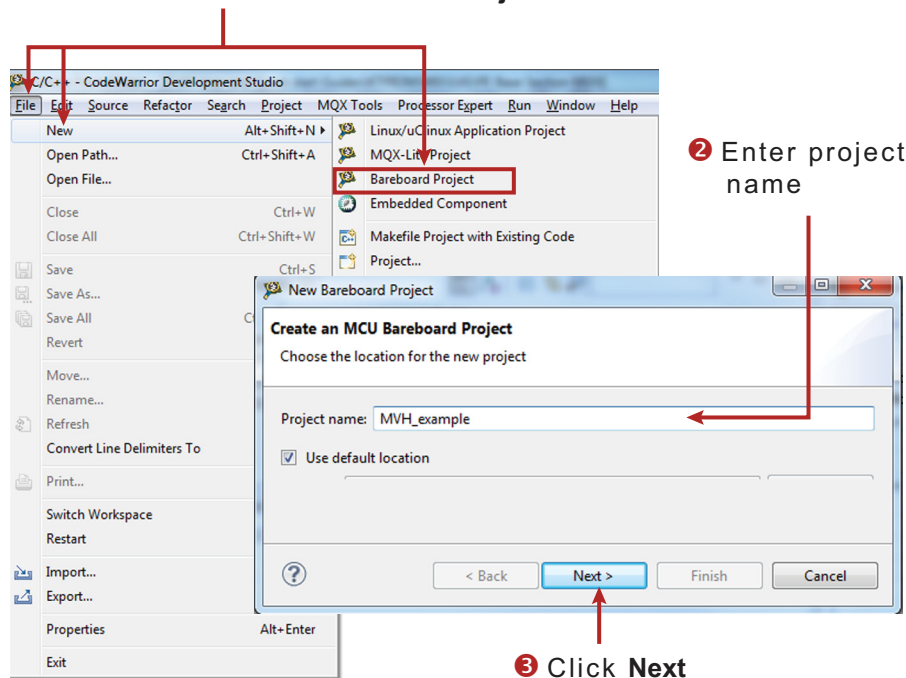 C/C++ - CodeWarrior Development Studio
File Edit Source Refactor Search Project MQX Tools Processor Expert Run Window Help
New Alt+Shift+N
Open Path... Ctrl+Shift+A
Open File...
Close Ctrl+W
Close All Ctrl+Shift+W
Save Ctrl+S
Save As...
Save All
Revert
Move...
Rename...
Refresh
Convert Line Delimiters To
Print...
Switch Workspace
Restart
Import...
Export...
Properties Alt+Enter
Exit
Linux/uClinux Application Project
MQX-Lite Project
Bareboard Project
Embedded Component
Makefile Project with Existing Code
Project...
❷ Enter project
name
New Bareboard Project
Create an MCU Bareboard Project
Choose the location for the new project
Project name: MVH_example
Use default location
< Back Next > Finish Cancel
❸ Click Next